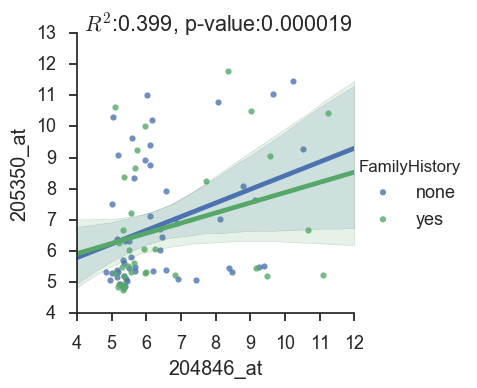 R²:0.399, p-value:0.000019
13
12
11
10
9
8
7
6
5
4
205350_at
4 5 6 7 8 9 10 11 12
204846_at
FamilyHistory
none
yes